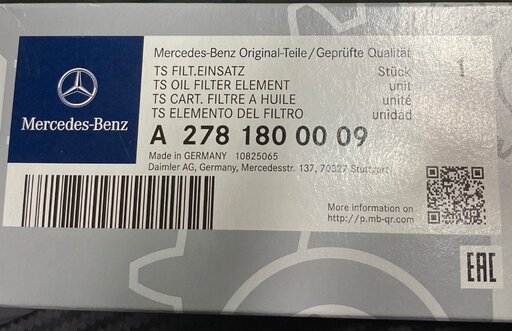 Mercedes-Benz Original-Teile/Geprüfte Qualität
TS FILT.EINSATZ Stück
TS OIL FILTER ELEMENT unit
TS CART. FILTRE A HUILE unité
TS ELEMENTO DEL FILTRO unidad
Mercedes-Benz
A 278 180 00 09
Made in GERMANY 10825065
Daimler AG, Germany, Mercedesstr. 137, 70327 Stuttgart
More information on
http://p.mb-qr.com
EAC